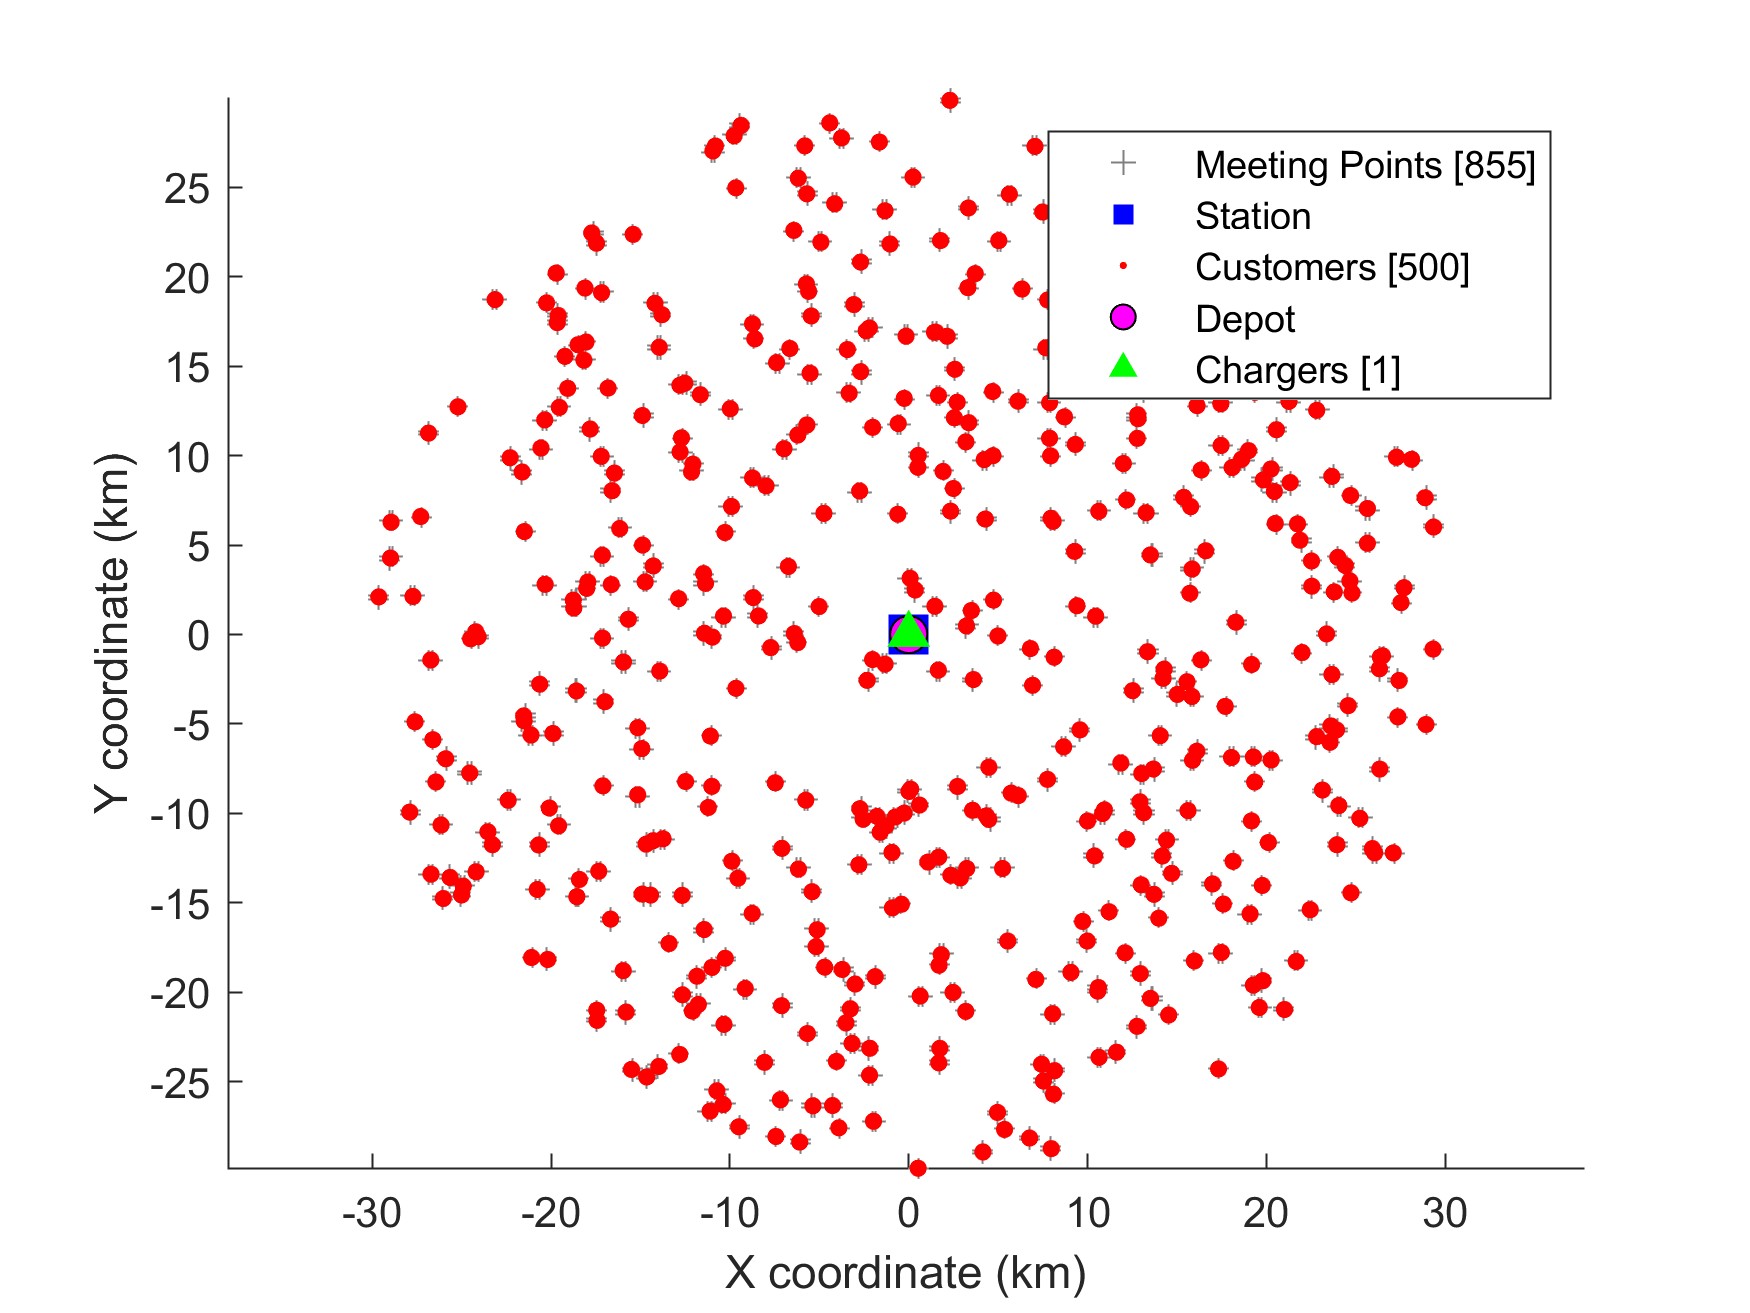 Meeting Points [855]
Station
Customers [500]
Depot
Chargers [1]
Y coordinate (km)
25
20
15
10
5
0
-5
-10
-15
-20
-25
-30
-20
-10
0
10
20
30
X coordinate (km)